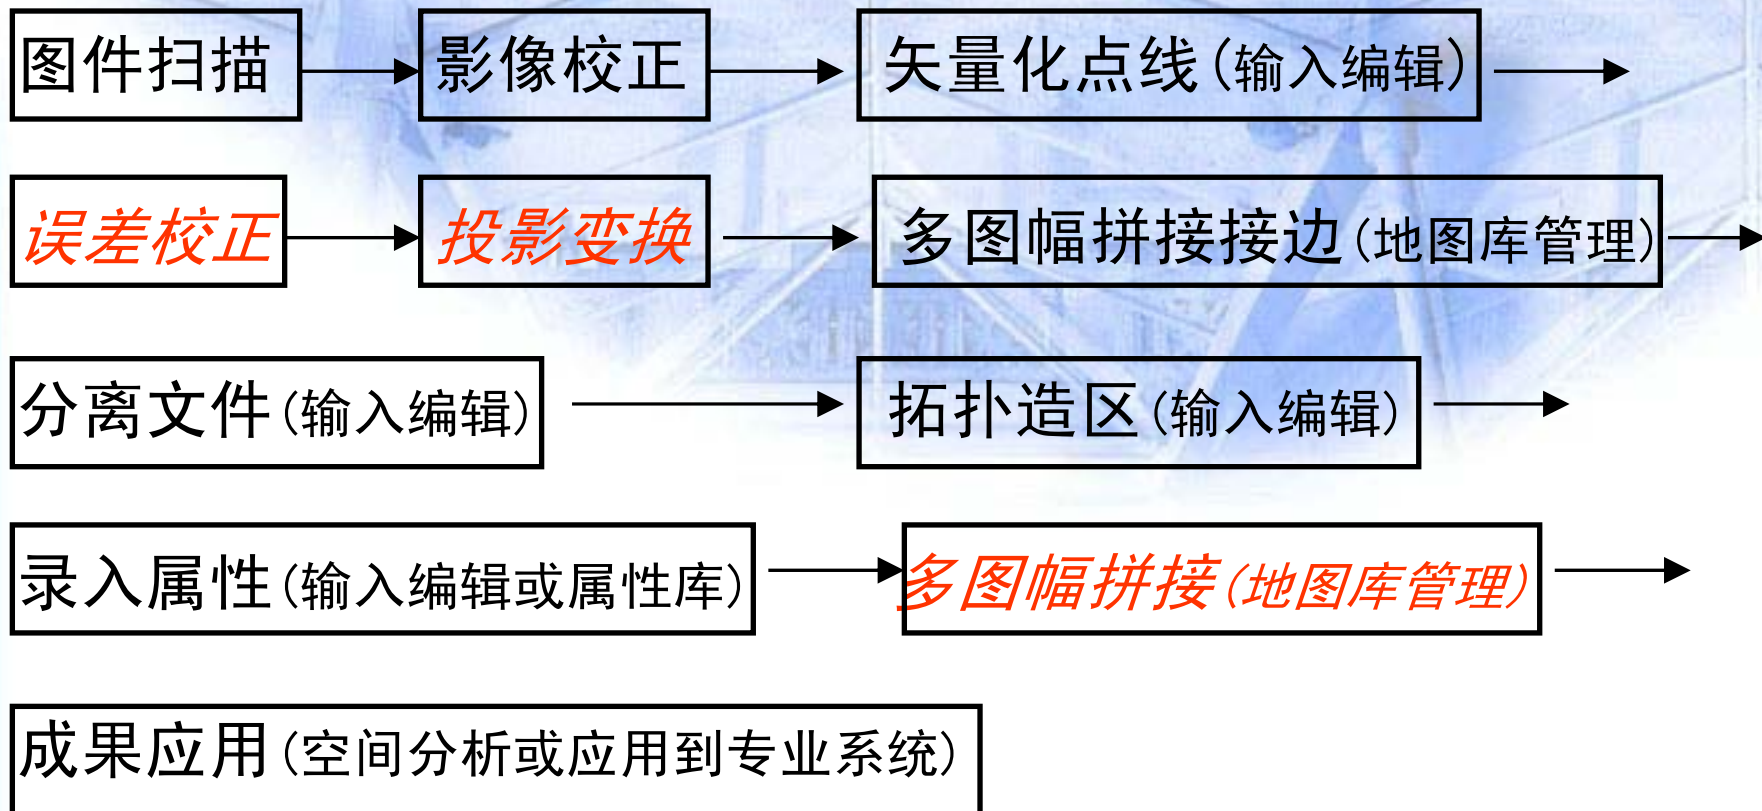 图件扫描 影像校正 矢量化点线(输入编辑)
误差校正 投影变换 多图幅拼接接边(地图库管理)
分离文件(输入编辑) 拓扑造区(输入编辑)
录入属性(输入编辑或属性库) 多图幅拼接(地图库管理)
成果应用(空间分析或应用到专业系统)